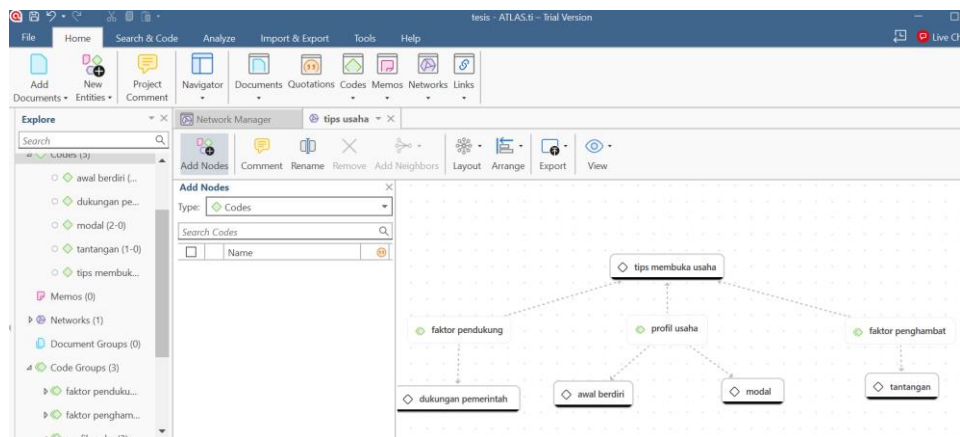 tesis - ATLAS.ti – Trial Version
File Home Search & Code Analyze Import & Export Tools Help Live Ch
Add Documents New Entities Project Comment Navigator Documents Quotations Codes Memos Networks Links
Explore
Network Manager
tips usaha
Search
Add Nodes Comment Rename Remove Add Neighbors Layout Arrange Export View
Codes (5)
awal berdiri (...
dukungan pe...
modal (2-0)
tantangan (1-0)
tips membuk...
Memos (0)
Networks (1)
Document Groups (0)
Code Groups (3)
faktor penduku...
faktor pengham...
Add Nodes
Type: Codes
Search Codes
Name
tips membuka usaha
faktor pendukung profil usaha faktor penghambat
dukungan pemerintah awal berdiri modal tantangan